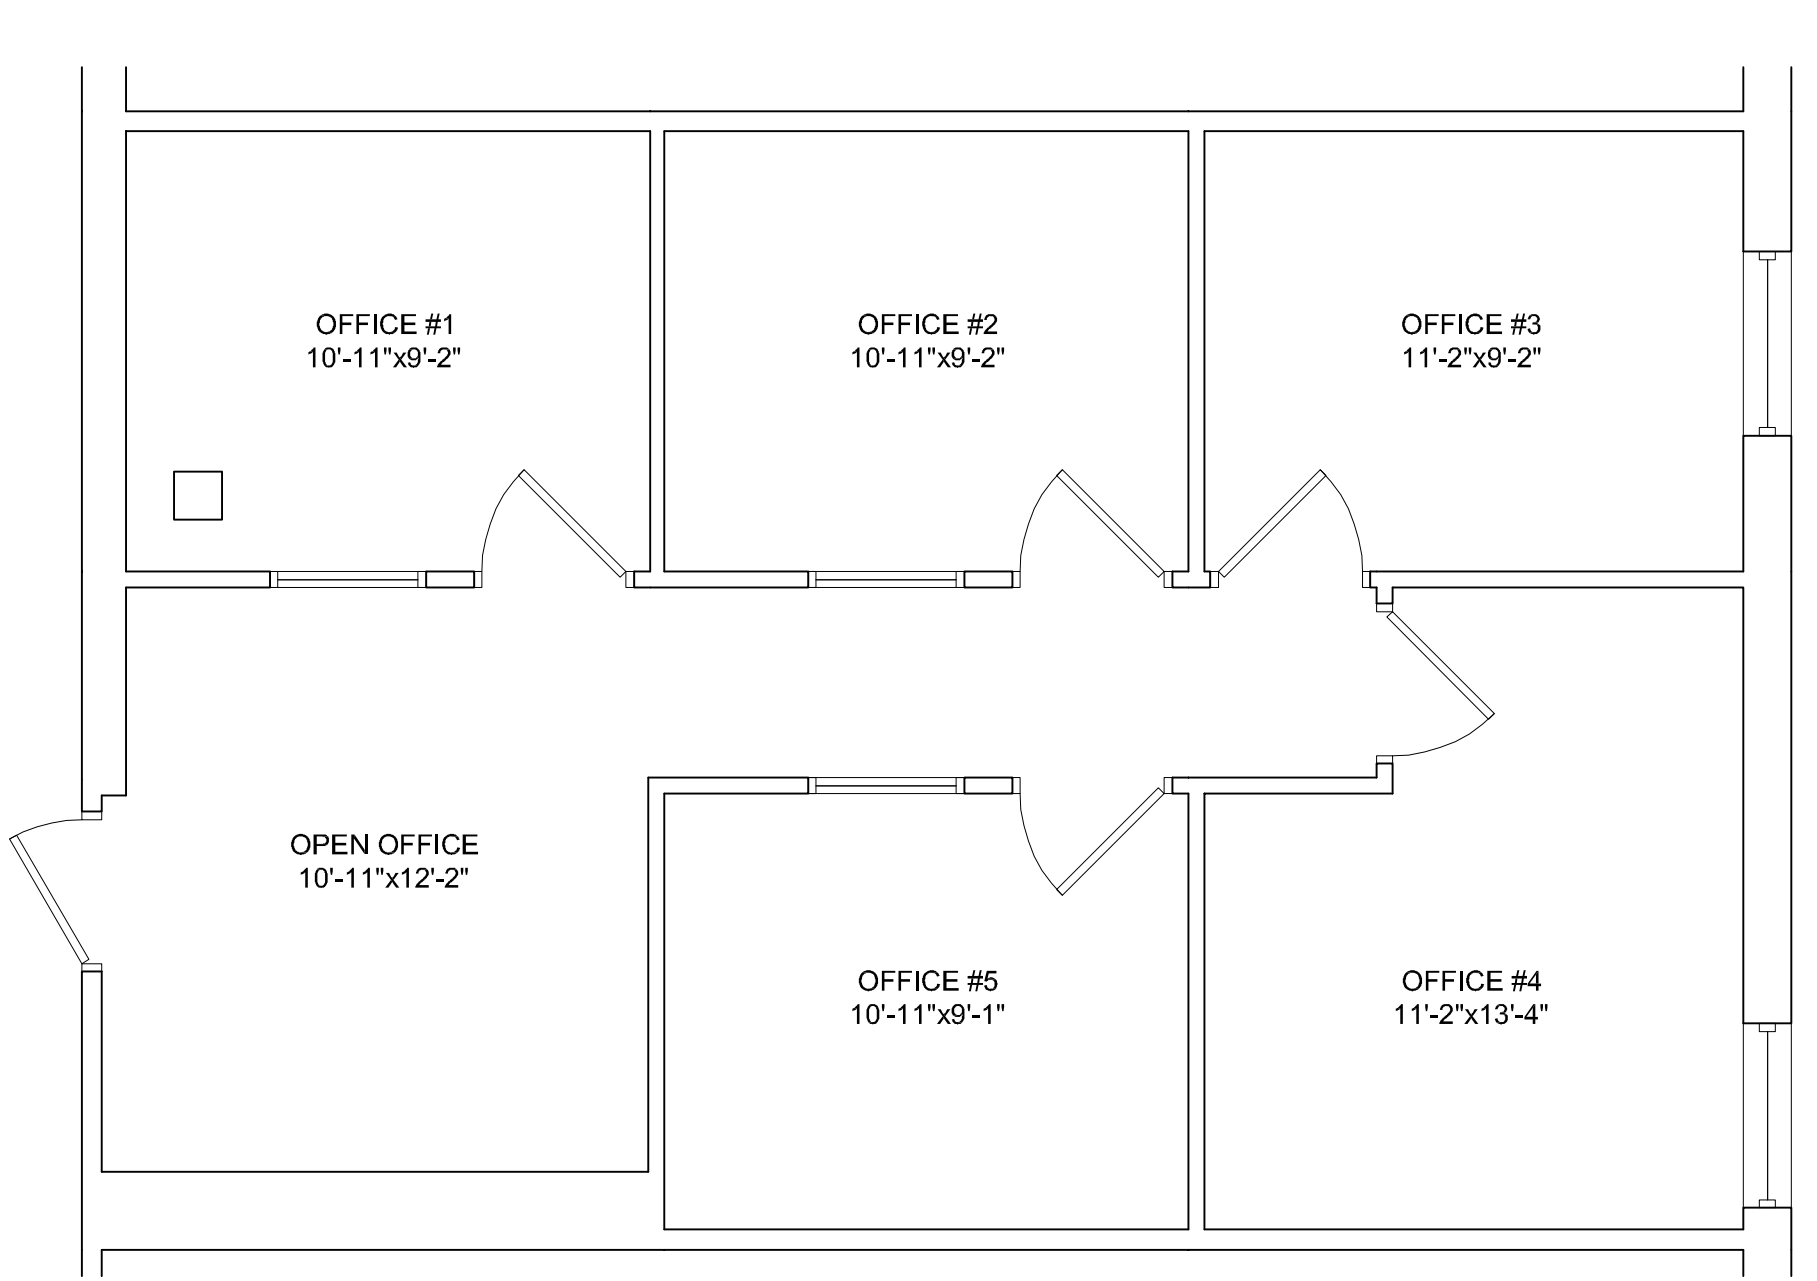 OFFICE #1
10'-11"x9'-2"
OFFICE #2
10'-11"x9'-2"
OFFICE #3
11'-2"x9'-2"
OPEN OFFICE
10'-11"x12'-2"
OFFICE #5
10'-11"x9'-1"
OFFICE #4
11'-2"x13'-4"